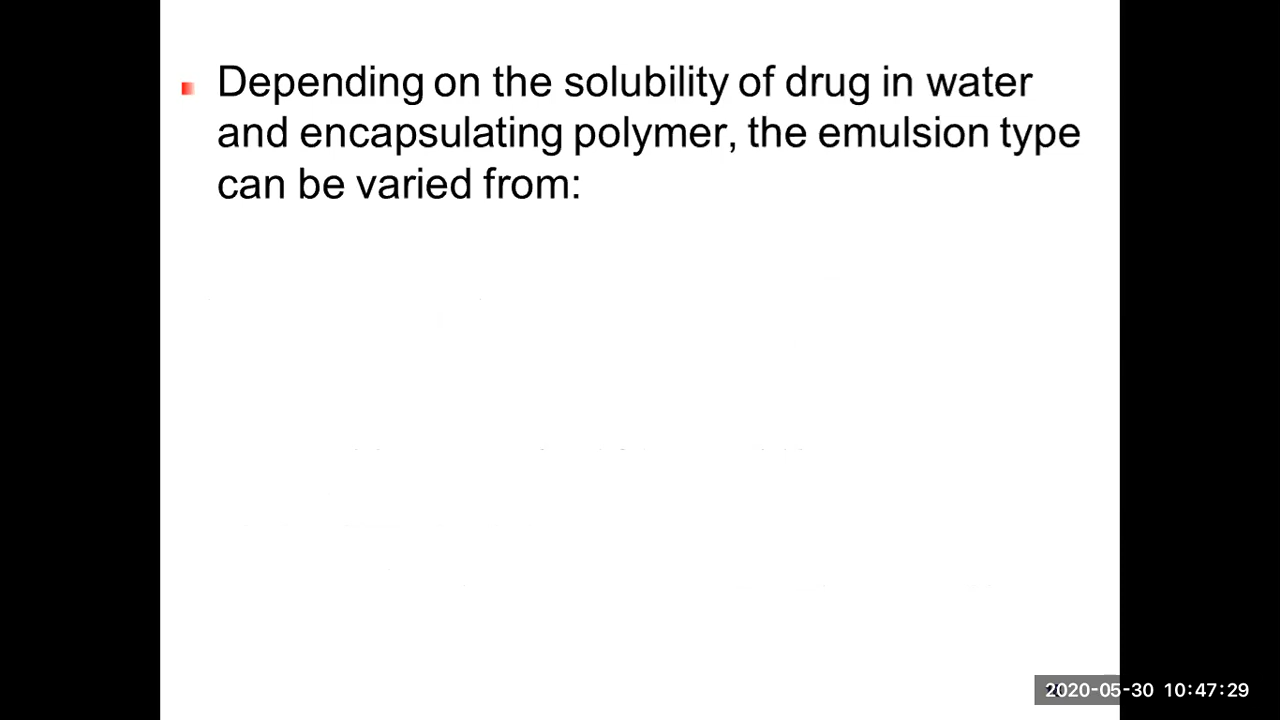 Depending on the solubility of drug in water
and encapsulating polymer, the emulsion type
can be varied from:
2020-05-30 10:47:29